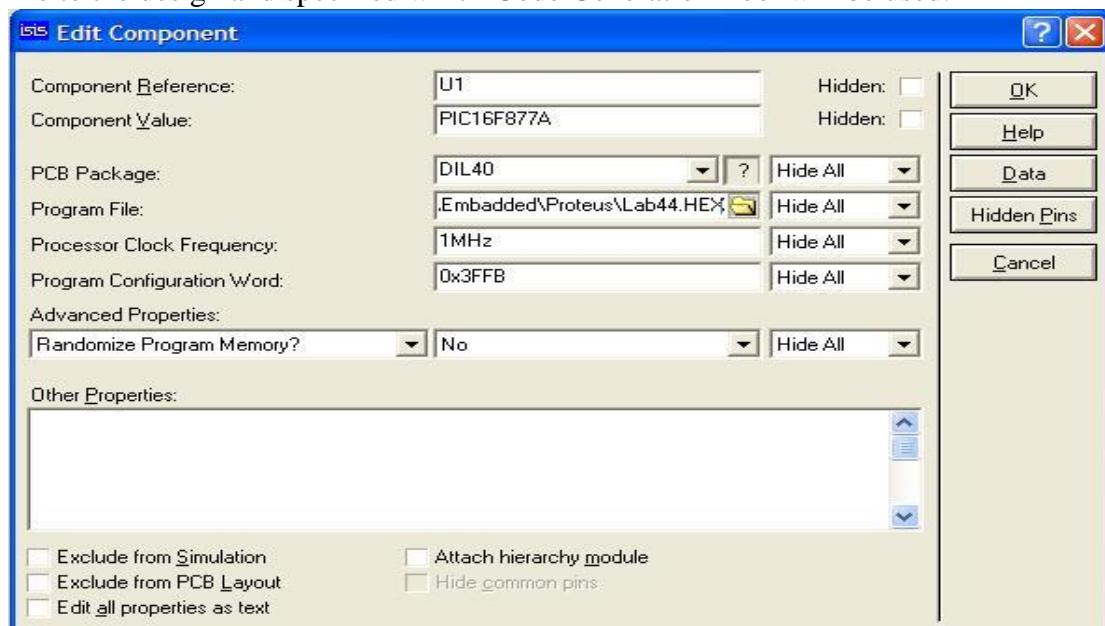 isis Edit Component
Component Reference: U1 Hidden:
Component Value: PIC16F877A Hidden:
PCB Package: DIL40 ? Hide All
Program File: .Embadded\Proteus\Lab44.HEX Hide All
Processor Clock Frequency: 1MHz Hide All
Program Configuration Word: 0x3FFB Hide All
Advanced Properties:
Randomize Program Memory? No Hide All
Other Properties:
Exclude from Simulation Attach hierarchy module
Exclude from PCB Layout Hide common pins
Edit all properties as text
OK
Help
Data
Hidden Pins
Cancel